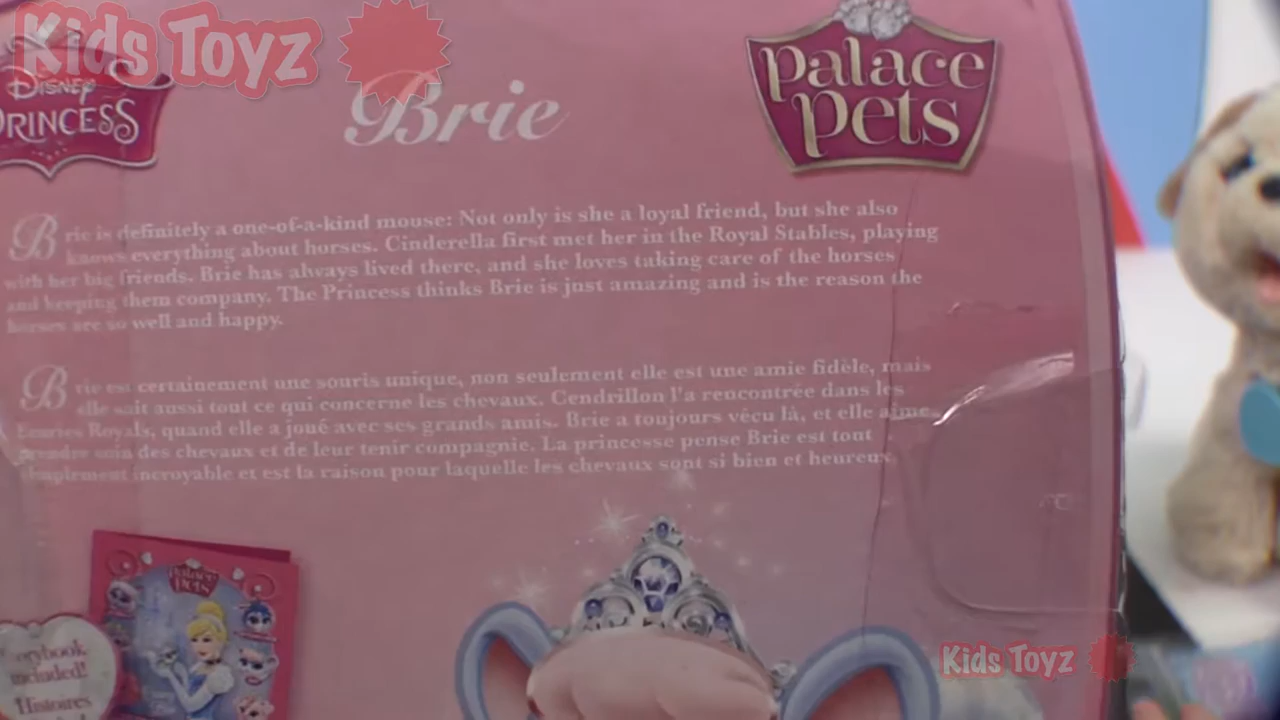 Kids Toyz
Disney
PRINCESS
Brie
palace
pets
Brie is definitely a one-of-a-kind mouse: Not only is she a loyal friend, but she also
knows everything about horses. Cinderella first met her in the Royal Stables, playing
with her big friends. Brie has always lived there, and she loves taking care of the horses
and keeping them company. The Princess thinks Brie is just amazing and is the reason the
horses are so well and happy.
Brie est certainement une souris unique, non seulement elle est une amie fidèle, mais
elle sait aussi tout ce qui concerne les chevaux. Cendrillon l'a rencontrée dans les
Écuries Royals, quand elle a joué avec ses grands amis. Brie a toujours vécu là, et elle aime
prendre soin des chevaux et de leur tenir compagnie. La princesse pense Brie est tout
simplement incroyable et est la raison pour laquelle les chevaux sont si bien et heureux.
Palace
Pets
Storybook
included!
Histoires
Kids Toyz